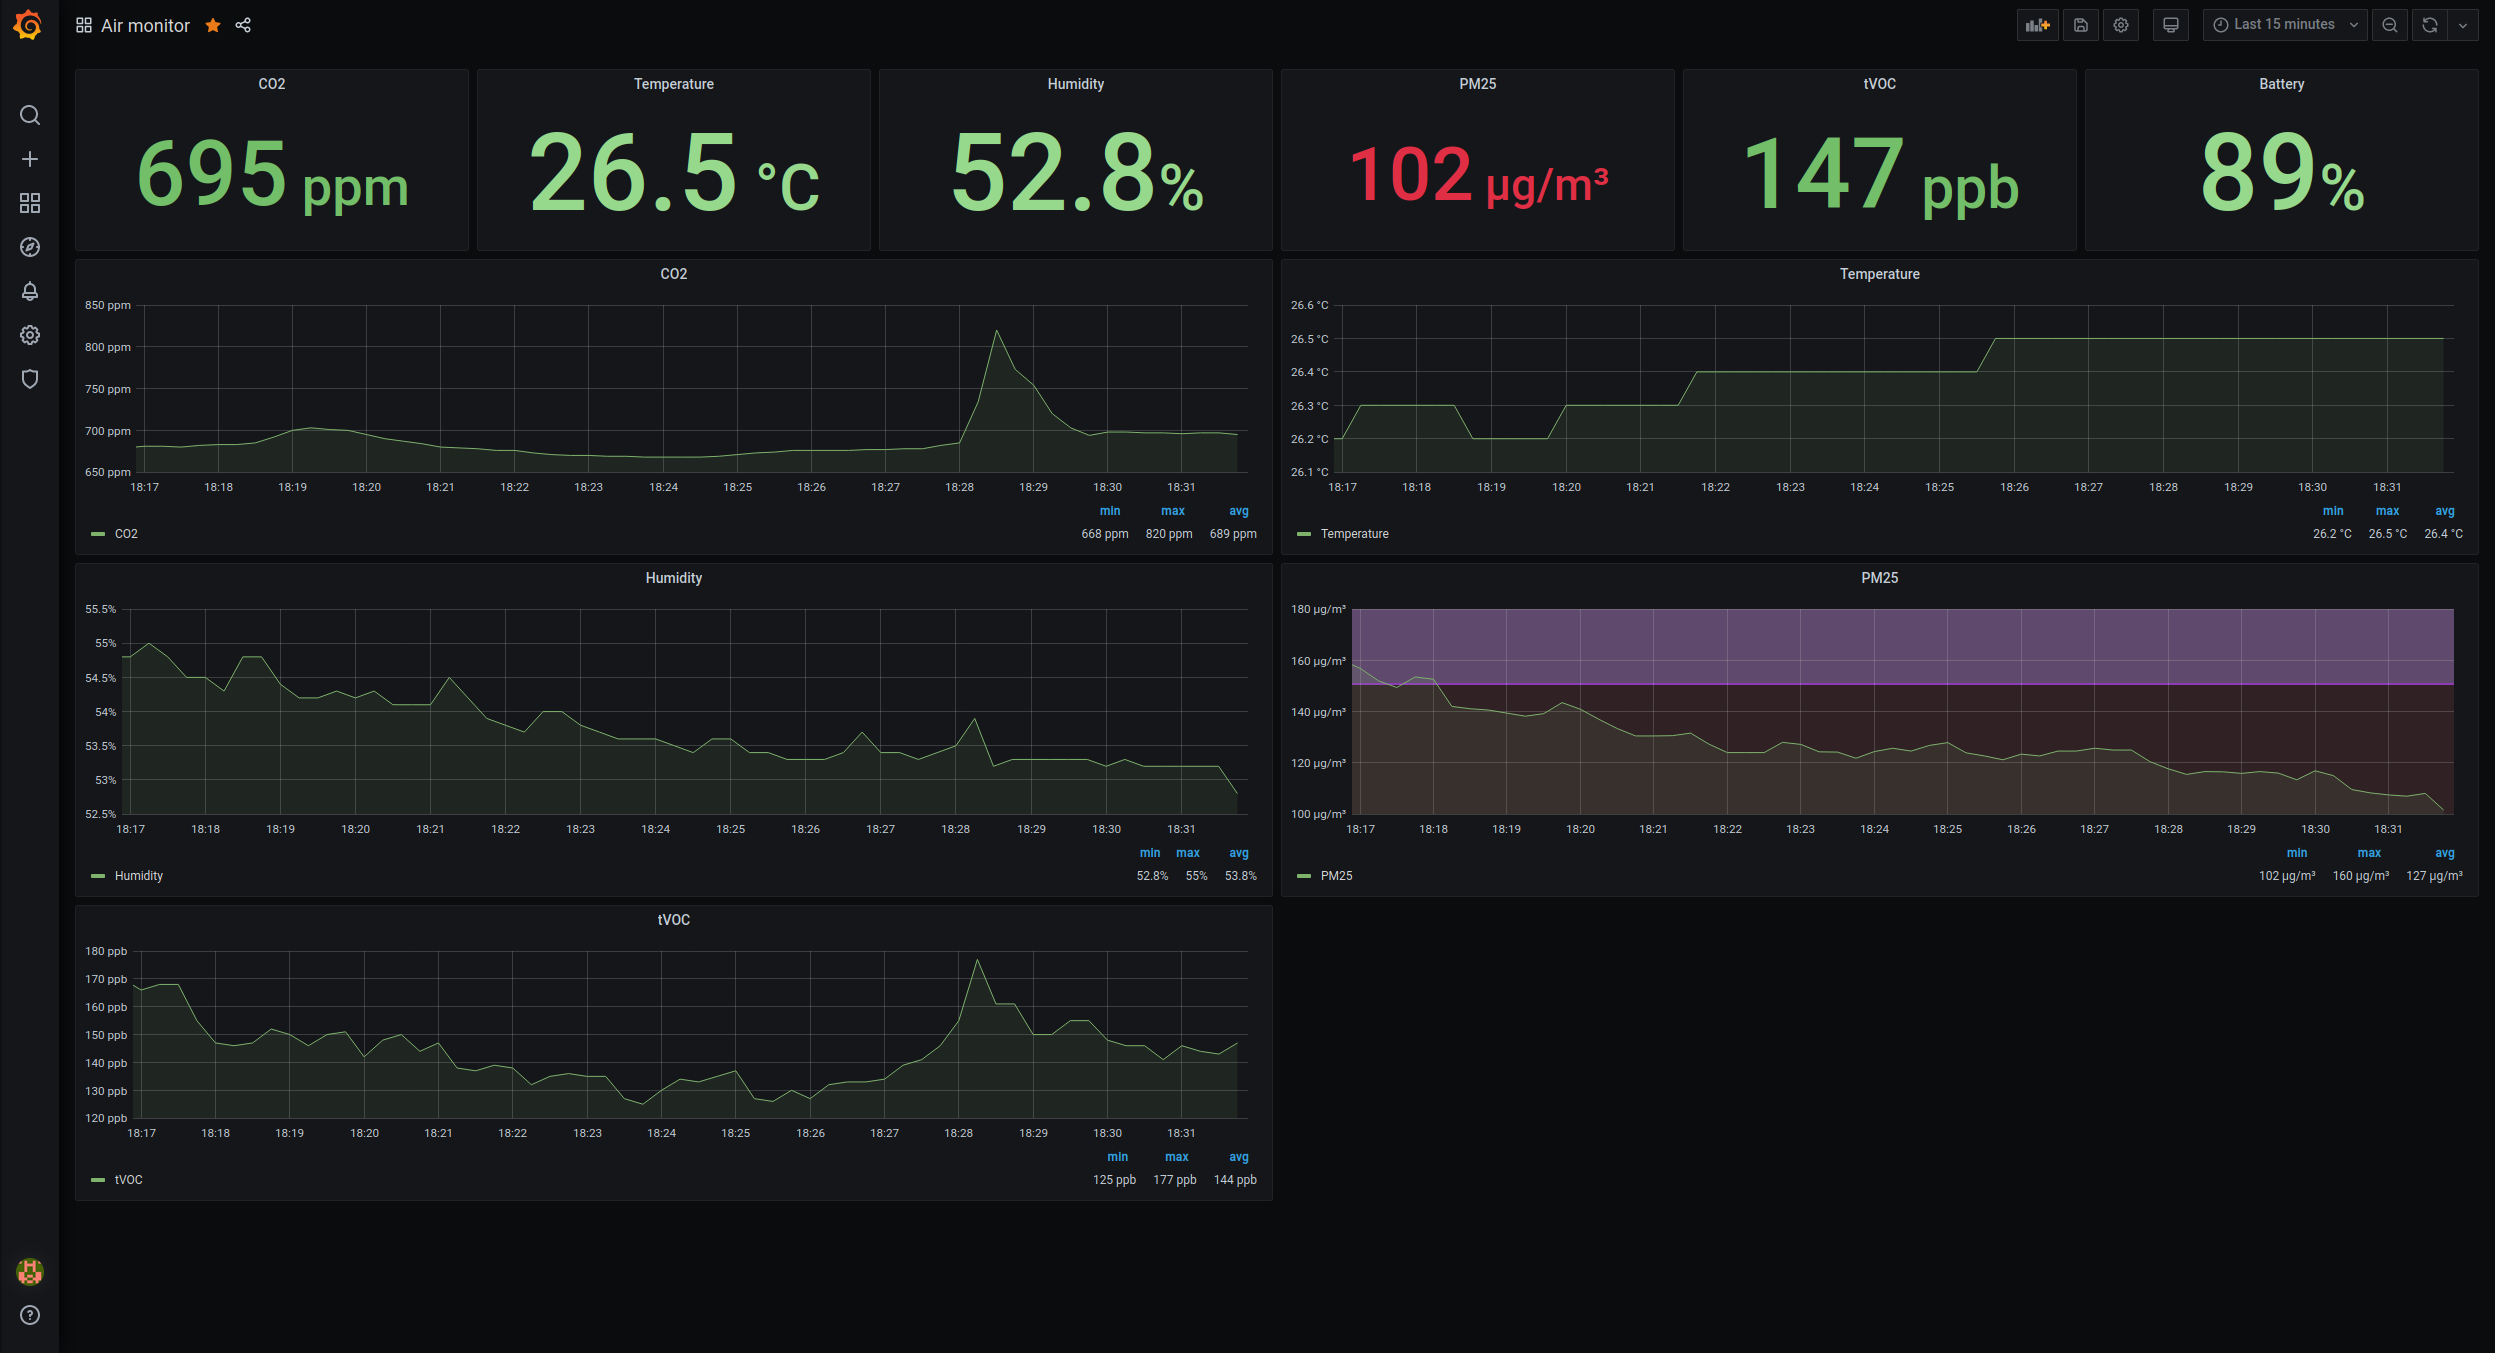 Air monitor
Last 15 minutes
CO2
695 ppm
Temperature
26.5 °C
Humidity
52.8%
PM25
102 μg/m³
tVOC
147 ppb
Battery
89%
CO2
850 ppm
800 ppm
750 ppm
700 ppm
650 ppm
18:17 18:18 18:19 18:20 18:21 18:22 18:23 18:24 18:25 18:26 18:27 18:28 18:29 18:30 18:31
min max avg
CO2 668 ppm 820 ppm 689 ppm
Temperature
26.6 °C
26.5 °C
26.4 °C
26.3 °C
26.2 °C
26.1 °C
18:17 18:18 18:19 18:20 18:21 18:22 18:23 18:24 18:25 18:26 18:27 18:28 18:29 18:30 18:31
min max avg
Temperature 26.2 °C 26.5 °C 26.4 °C
Humidity
55.5%
55%
54.5%
54%
53.5%
53%
52.5%
18:17 18:18 18:19 18:20 18:21 18:22 18:23 18:24 18:25 18:26 18:27 18:28 18:29 18:30 18:31
min max avg
Humidity 52.8% 55% 53.8%
PM25
180 μg/m³
160 μg/m³
140 μg/m³
120 μg/m³
100 μg/m³
18:17 18:18 18:19 18:20 18:21 18:22 18:23 18:24 18:25 18:26 18:27 18:28 18:29 18:30 18:31
min max avg
PM25 102 μg/m³ 160 μg/m³ 127 μg/m³
tVOC
180 ppb
170 ppb
160 ppb
150 ppb
140 ppb
130 ppb
120 ppb
18:17 18:18 18:19 18:20 18:21 18:22 18:23 18:24 18:25 18:26 18:27 18:28 18:29 18:30 18:31
min max avg
tVOC 125 ppb 177 ppb 144 ppb